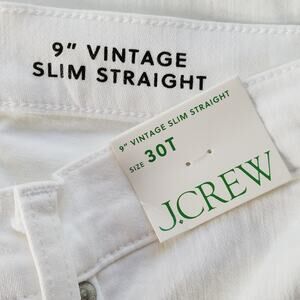 9" VINTAGE
SLIM STRAIGHT
9" VINTAGE SLIM STRAIGHT
SIZE 30T
J.CREW